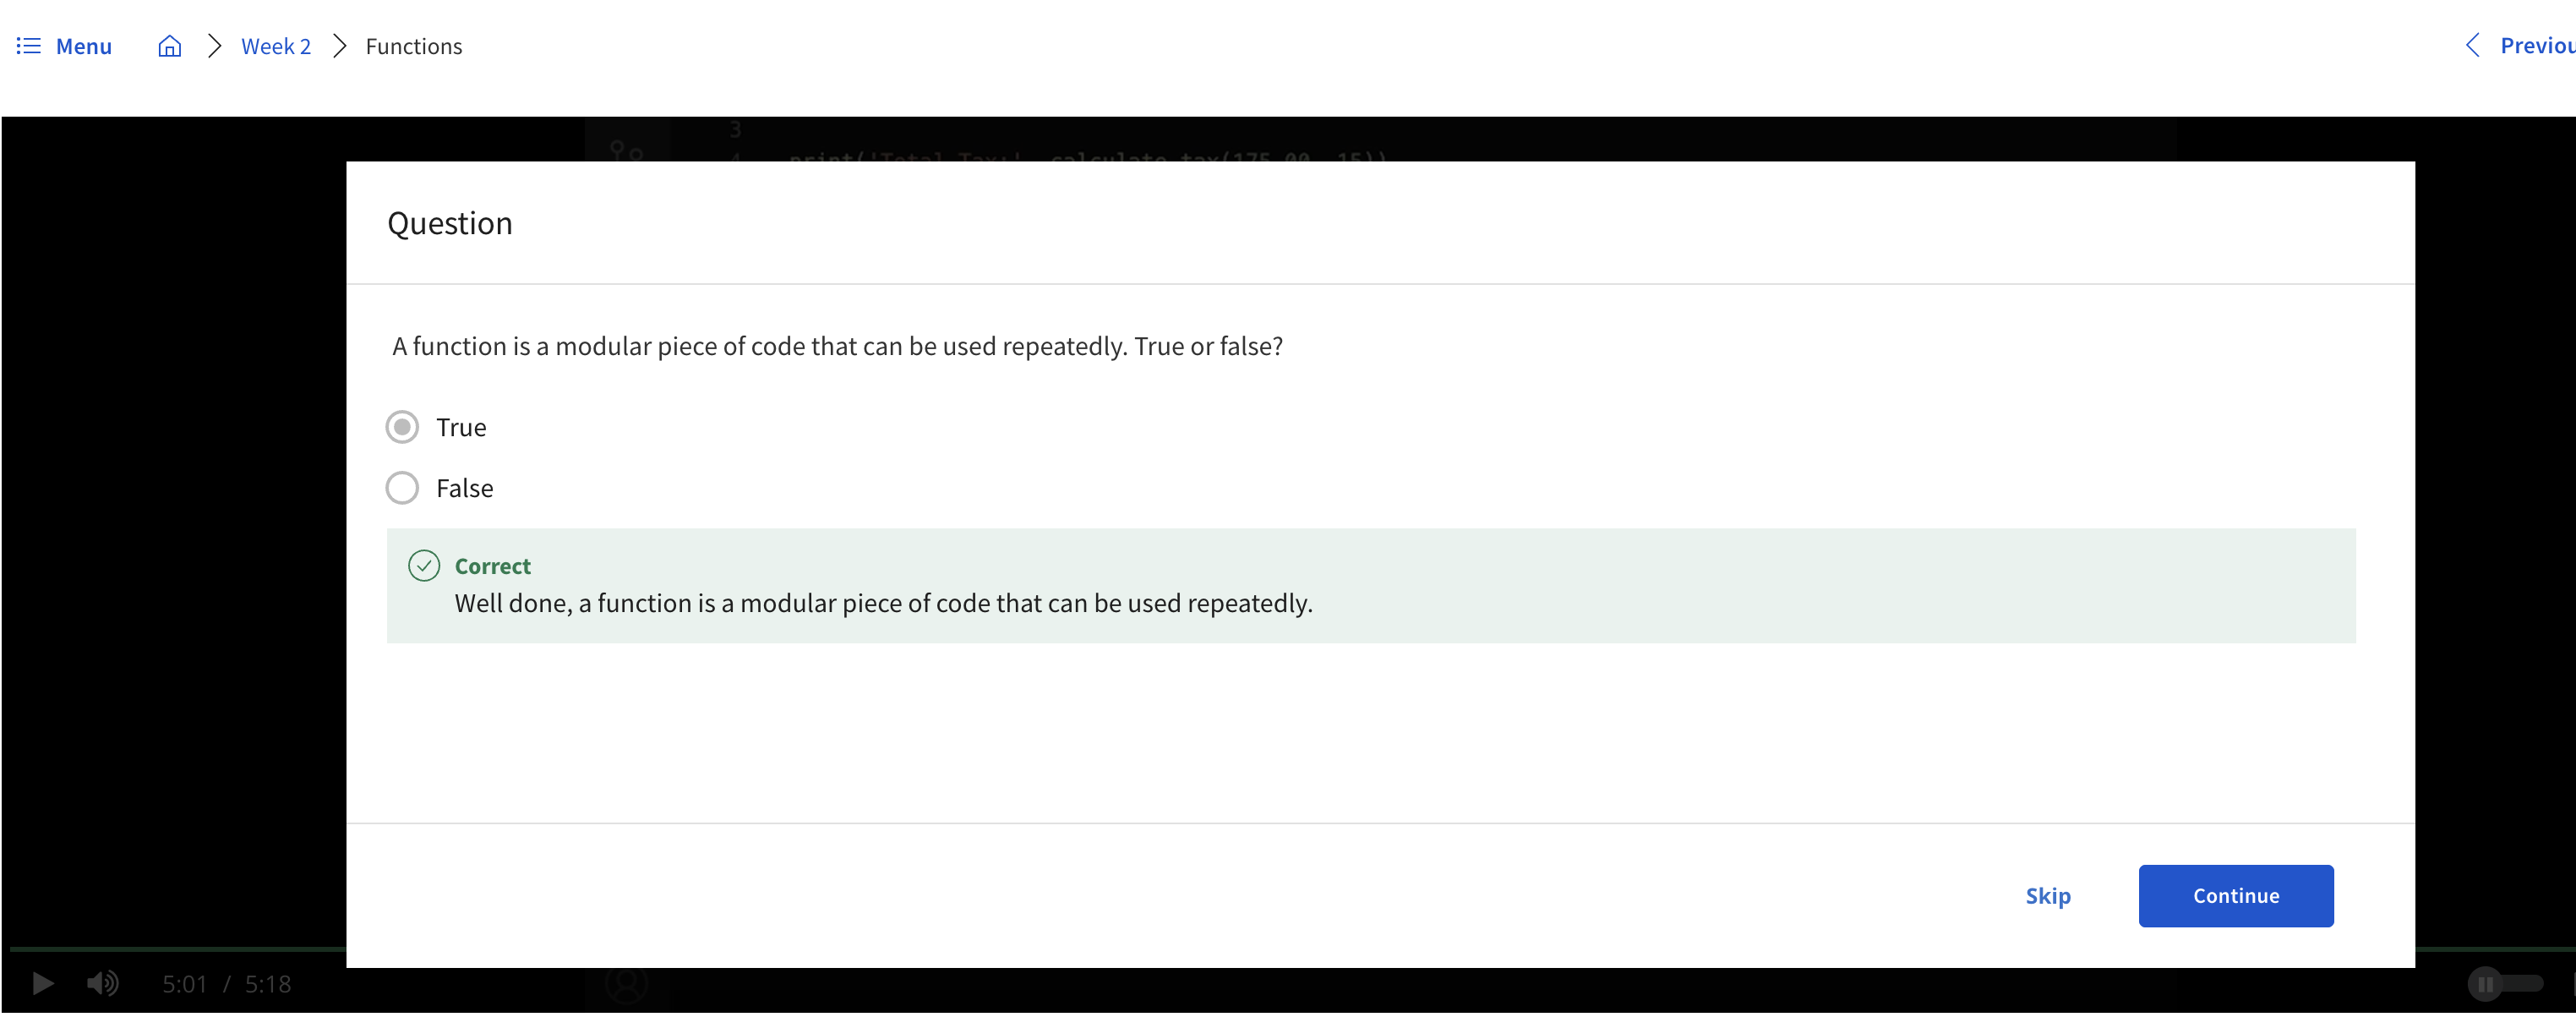 Menu Week 2 Functions Previou
3
4 print('Total Tax:', calculate_tax(175.00, 15))
Question
A function is a modular piece of code that can be used repeatedly. True or false?
True
False
Correct
Well done, a function is a modular piece of code that can be used repeatedly.
Skip Continue
5:01 / 5:18